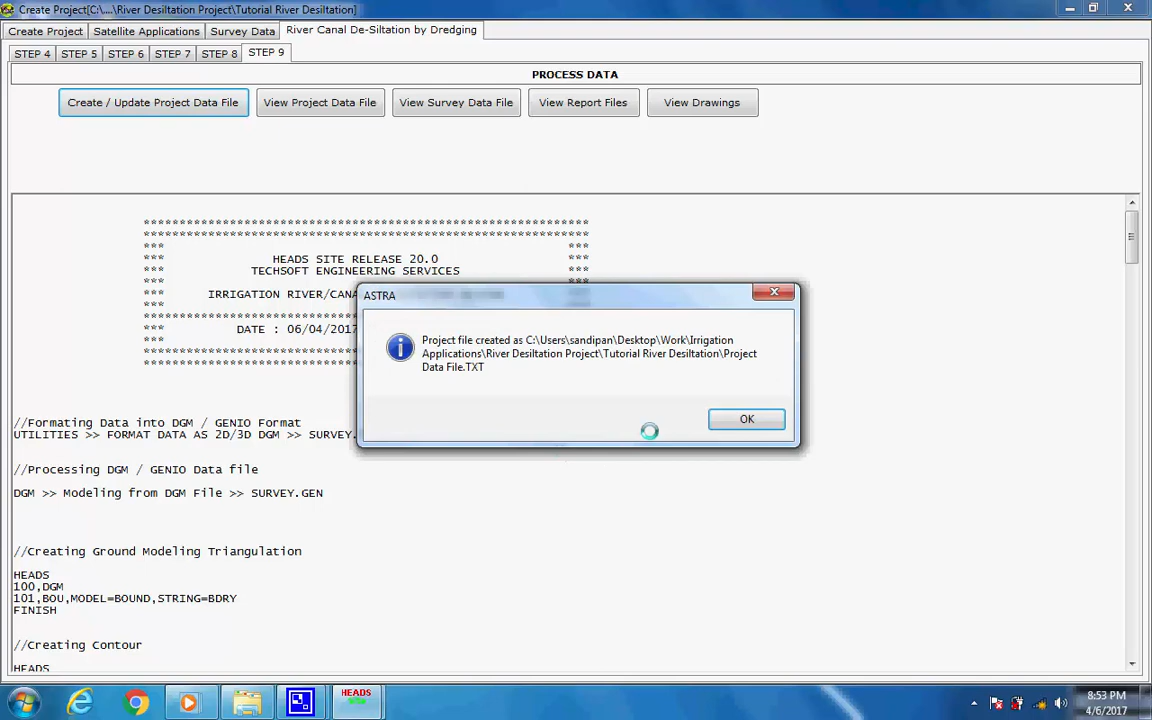 Create Project[C:\...\River Desiltation Project\Tutorial River Desiltation]
Create Project Satellite Applications Survey Data River Canal De-Siltation by Dredging
STEP 4 STEP 5 STEP 6 STEP 7 STEP 8 STEP 9
PROCESS DATA
Create / Update Project Data File View Project Data File View Survey Data File View Report Files View Drawings
**************************************************************
**************************************************************
*** ***
*** HEADS SITE RELEASE 20.0 ***
*** TECHSOFT ENGINEERING SERVICES ***
*** ***
*** IRRIGATION RIVER/CANA
***
*** DATE : 06/04/2017
***
ASTRA
Project file created as C:\Users\sandipan\Desktop\Work\Irrigation
Applications\River Desiltation Project\Tutorial River Desiltation\Project
Data File.TXT
OK
//Formating Data into DGM / GENIO Format
UTILITIES >> FORMAT DATA AS 2D/3D DGM >> SURVEY.
//Processing DGM / GENIO Data file
DGM >> Modeling from DGM File >> SURVEY.GEN
//Creating Ground Modeling Triangulation
HEADS
100,DGM
101,BOU,MODEL=BOUND,STRING=BDRY
FINISH
//Creating Contour
HEADS
HEADS
8:53 PM
4/6/2017